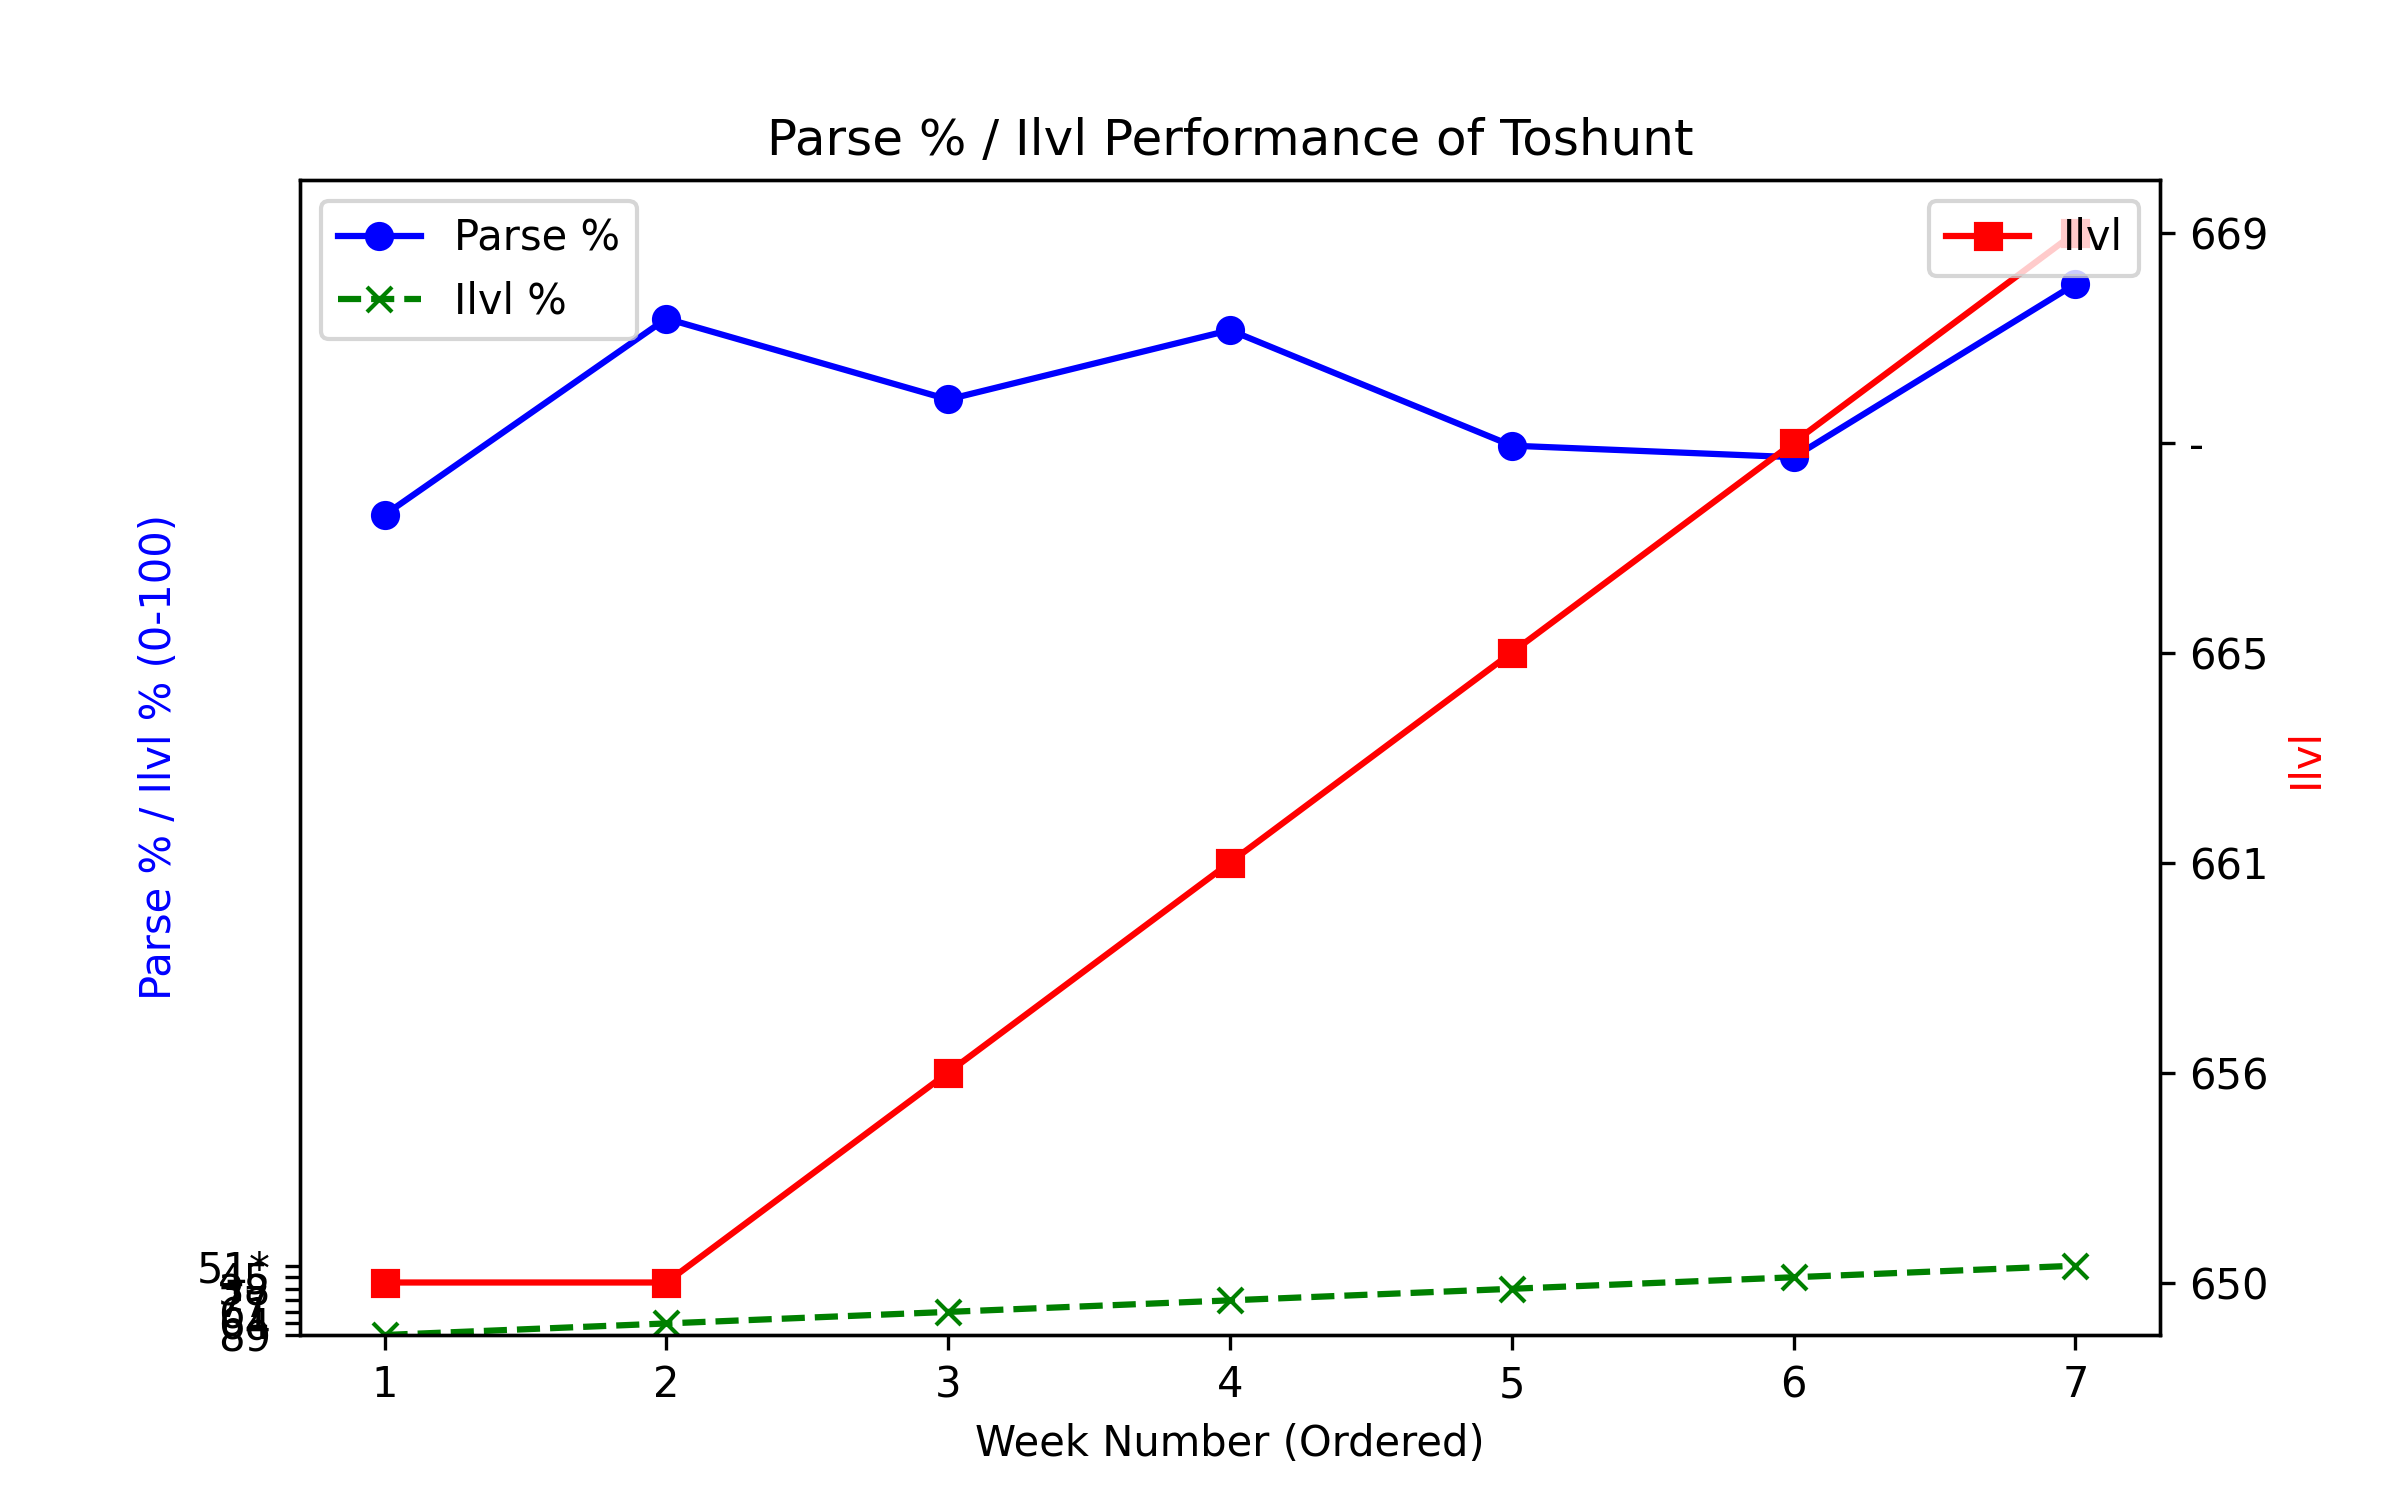 Parse % / Ilvl Performance of Toshunt
Parse %
Ilvl %
Ilvl
Parse % / Ilvl % (0-100)
51*
89
669
-
665
661
656
650
Ilvl
1 2 3 4 5 6 7
Week Number (Ordered)